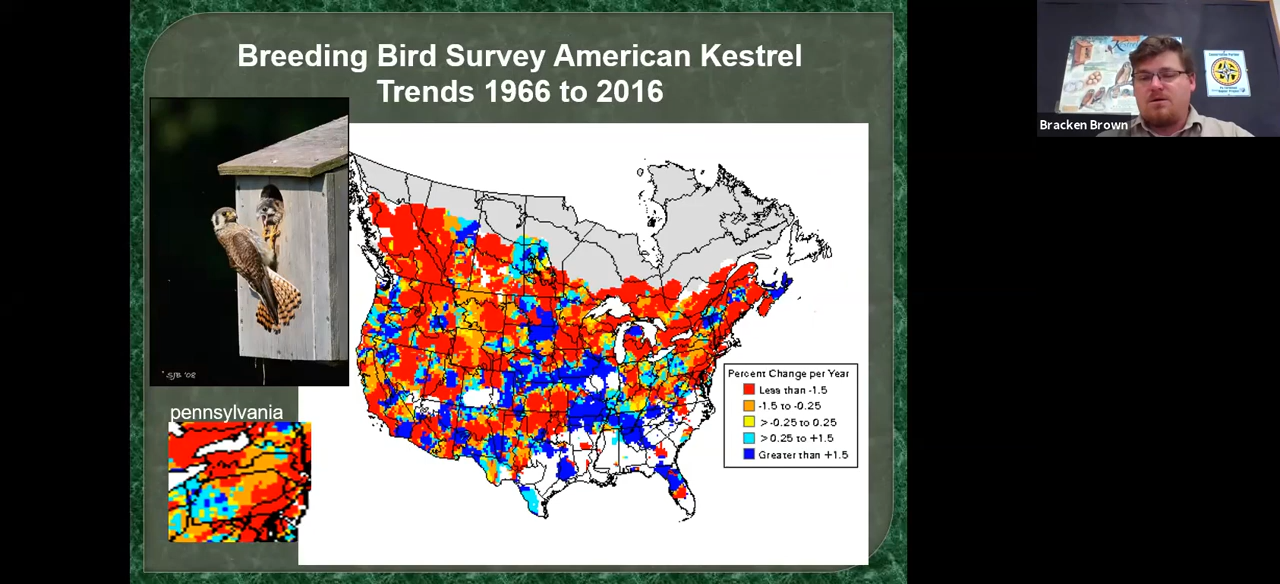 Breeding Bird Survey American Kestrel
Trends 1966 to 2016
SJB '08
pennsylvania
Percent Change per Year
Less than -1.5
-1.5 to -0.25
> -0.25 to 0.25
> 0.25 to +1.5
Greater than +1.5
Bracken Brown